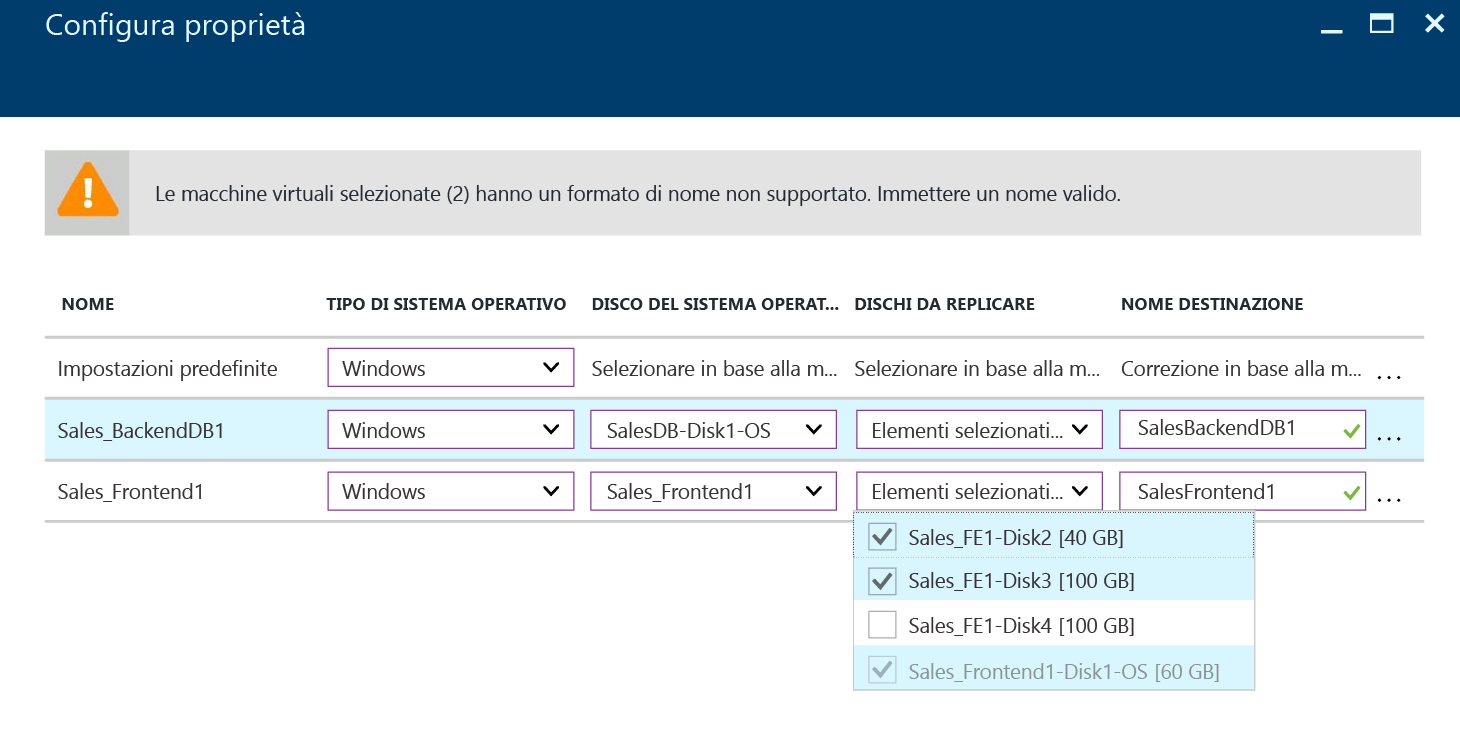 Configura proprietà
Le macchine virtuali selezionate (2) hanno un formato di nome non supportato. Immettere un nome valido.
NOME TIPO DI SISTEMA OPERATIVO DISCO DEL SISTEMA OPERAT... DISCHI DA REPLICARE NOME DESTINAZIONE
Impostazioni predefinite Windows Selezionare in base alla m... Selezionare in base alla m... Correzione in base alla m... ...
Sales_BackendDB1 Windows SalesDB-Disk1-OS Elementi selezionati... SalesBackendDB1 ...
Sales_Frontend1 Windows Sales_Frontend1 Elementi selezionati... SalesFrontend1 ...
Sales_FE1-Disk2 [40 GB]
Sales_FE1-Disk3 [100 GB]
Sales_FE1-Disk4 [100 GB]
Sales_Frontend1-Disk1-OS [60 GB]